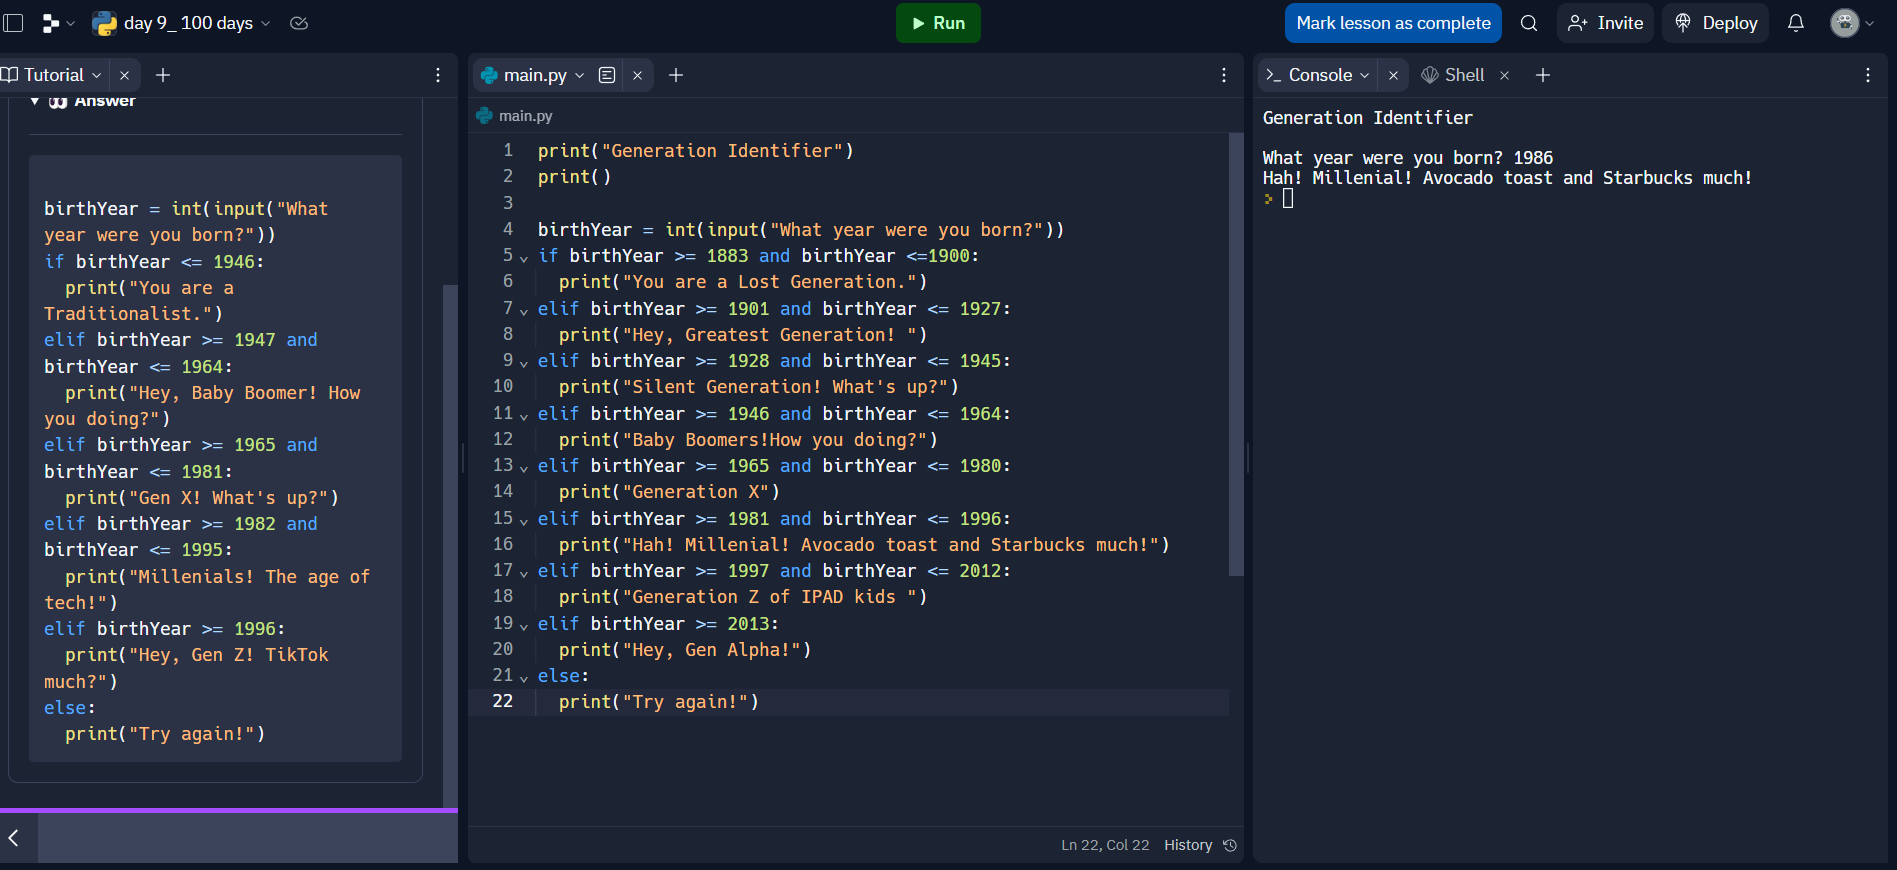 day 9_ 100 days
Run
Mark lesson as complete
Invite
Deploy
Tutorial
Answer
birthYear = int(input("What
year were you born?"))
if birthYear <= 1946:
print("You are a
Traditionalist.")
elif birthYear >= 1947 and
birthYear <= 1964:
print("Hey, Baby Boomer! How
you doing?")
elif birthYear >= 1965 and
birthYear <= 1981:
print("Gen X! What's up?")
elif birthYear >= 1982 and
birthYear <= 1995:
print("Millenials! The age of
tech!")
elif birthYear >= 1996:
print("Hey, Gen Z! TikTok
much?")
else:
print("Try again!")
main.py
main.py
1 print("Generation Identifier")
2 print()
3
4 birthYear = int(input("What year were you born?"))
5 if birthYear >= 1883 and birthYear <=1900:
6 print("You are a Lost Generation.")
7 elif birthYear >= 1901 and birthYear <= 1927:
8 print("Hey, Greatest Generation! ")
9 elif birthYear >= 1928 and birthYear <= 1945:
10 print("Silent Generation! What's up?")
11 elif birthYear >= 1946 and birthYear <= 1964:
12 print("Baby Boomers!How you doing?")
13 elif birthYear >= 1965 and birthYear <= 1980:
14 print("Generation X")
15 elif birthYear >= 1981 and birthYear <= 1996:
16 print("Hah! Millenial! Avocado toast and Starbucks much!")
17 elif birthYear >= 1997 and birthYear <= 2012:
18 print("Generation Z of IPAD kids ")
19 elif birthYear >= 2013:
20 print("Hey, Gen Alpha!")
21 else:
22 print("Try again!")
Ln 22, Col 22 History
Console
Shell
Generation Identifier
What year were you born? 1986
Hah! Millenial! Avocado toast and Starbucks much!